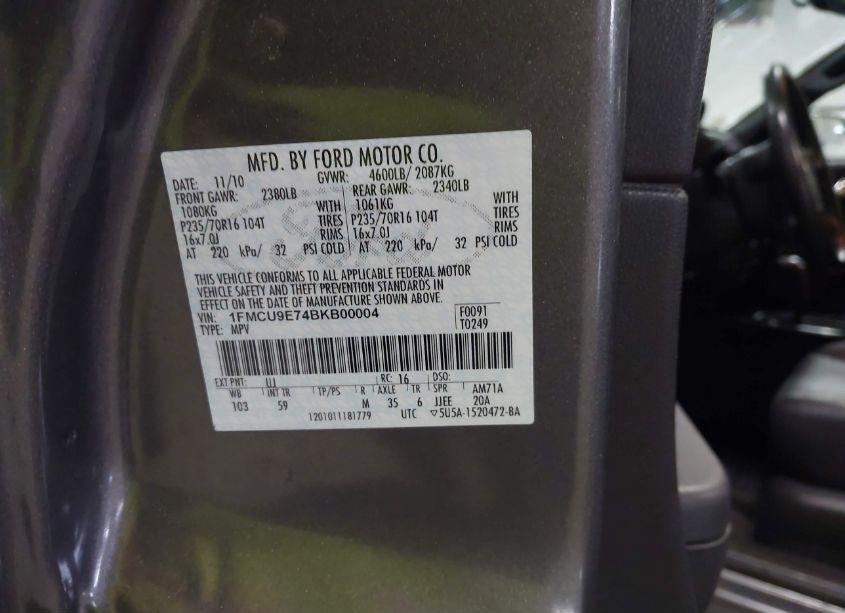 MFD. BY FORD MOTOR CO.
DATE: 11/10 GVWR: 4600LB/ 2087KG
FRONT GAWR: 2380LB REAR GAWR: 2340LB
1080KG WITH 1061KG WITH
P235/70R16 104T TIRES P235/70R16 104T TIRES
16x7.0J RIMS 16x7.0J RIMS
AT 220 kPa/ 32 PSI COLD AT 220 kPa/ 32 PSI COLD
THIS VEHICLE CONFORMS TO ALL APPLICABLE FEDERAL MOTOR
VEHICLE SAFETY AND THEFT PREVENTION STANDARDS IN
EFFECT ON THE DATE OF MANUFACTURE SHOWN ABOVE.
VIN: 1FMCU9E74BKB00004 F0091
TYPE: MPV T0249
EXT PNT: UJ RC: 16 DSO:
WB INT TR TP/PS R AXLE TR SPR AM71A
103 59 M 35 6 JJEE 20A
1201011181779 UTC ▽5U5A-1520472-BA